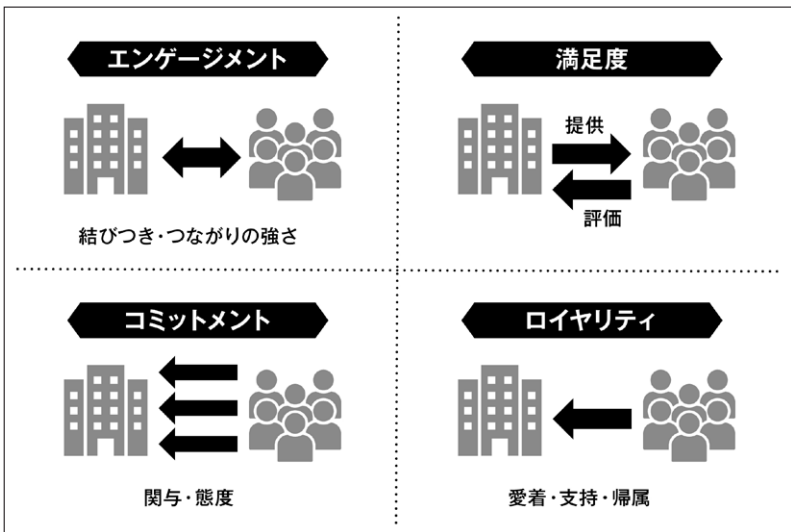 エンゲージメント
結びつき・つながりの強さ
満足度
提供
評価
コミットメント
関与・態度
ロイヤリティ
愛着・支持・帰属